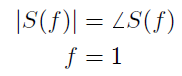 |S(f)| = ∠S(f)
f = 1